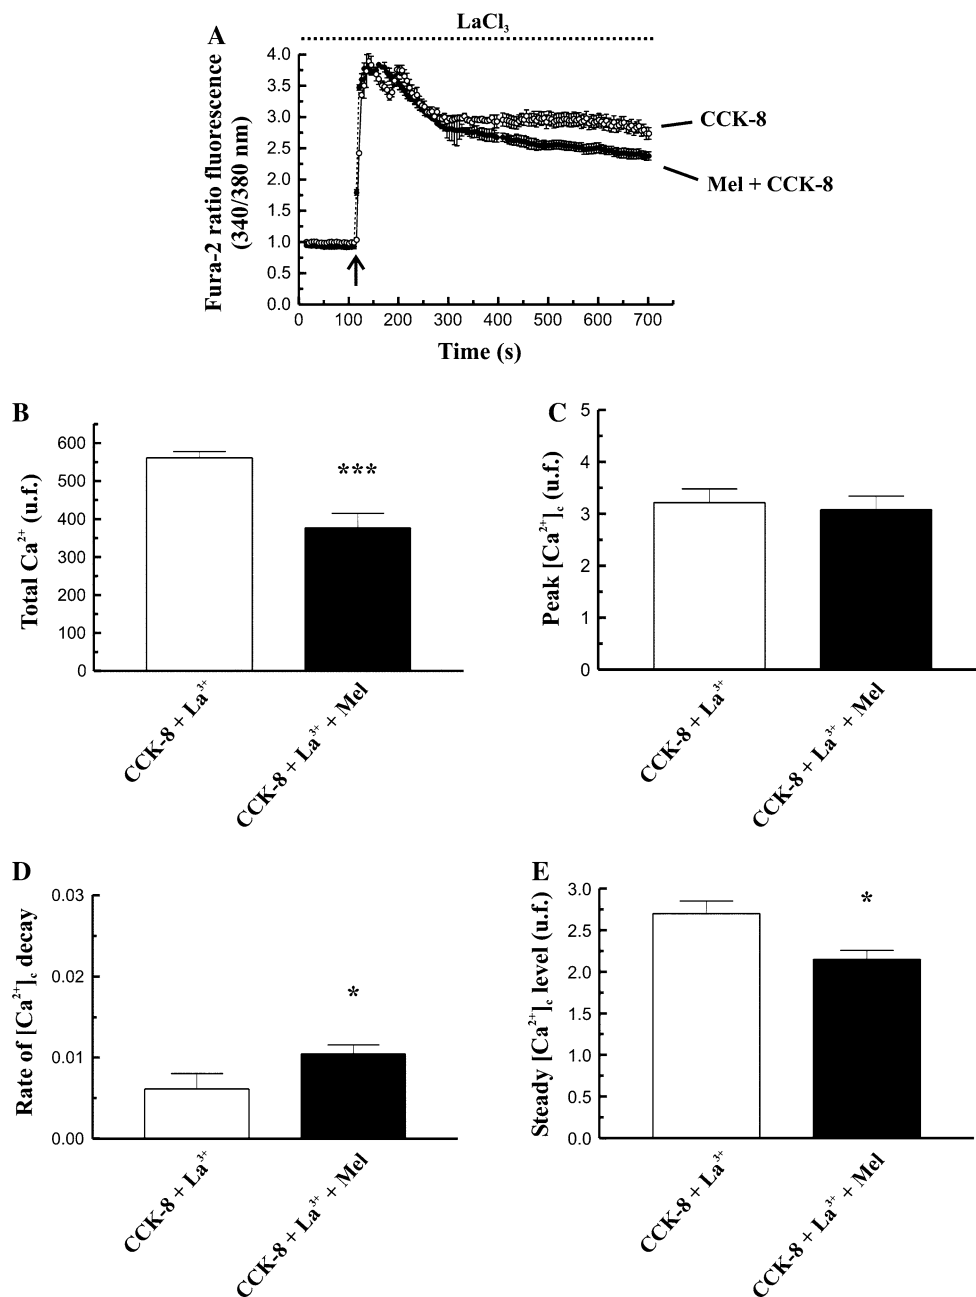 A
LaCl₃
Fura-2 ratio fluorescence
(340/380 nm)
4.0
3.5
3.0
2.5
2.0
1.5
1.0
0.5
0.0
0 100 200 300 400 500 600 700
Time (s)
CCK-8
Mel + CCK-8
B
Total Ca²⁺ (u.f.)
600
500
400
300
200
100
0
***
CCK-8 + La³⁺
CCK-8 + La³⁺ + Mel
C
Peak [Ca²⁺]c (u.f.)
5
4
3
2
1
0
CCK-8 + La³⁺
CCK-8 + La³⁺ + Mel
D
Rate of [Ca²⁺]c decay
0.03
0.02
0.01
0.00
*
CCK-8 + La³⁺
CCK-8 + La³⁺ + Mel
E
Steady [Ca²⁺]c level (u.f.)
3.0
2.5
2.0
1.5
1.0
0.5
0.0
*
CCK-8 + La³⁺
CCK-8 + La³⁺ + Mel